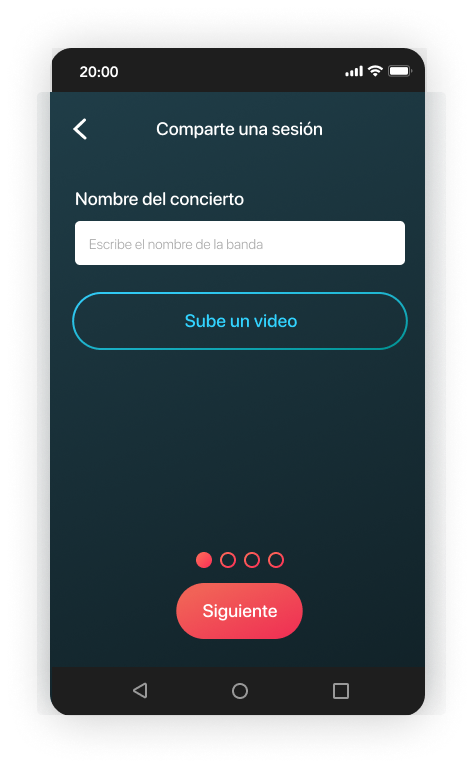 20:00
Comparte una sesión
Nombre del concierto
Escribe el nombre de la banda
Sube un video
Siguiente